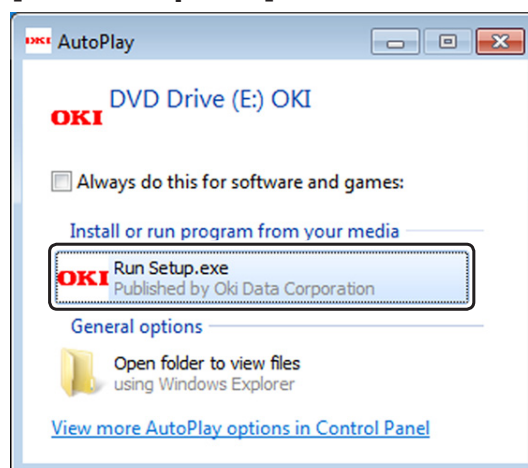 OKI AutoPlay
DVD Drive (E:) OKI
OKI
Always do this for software and games:
Install or run program from your media
OKI
Run Setup.exe
Published by Oki Data Corporation
General options
Open folder to view files
using Windows Explorer
View more AutoPlay options in Control Panel